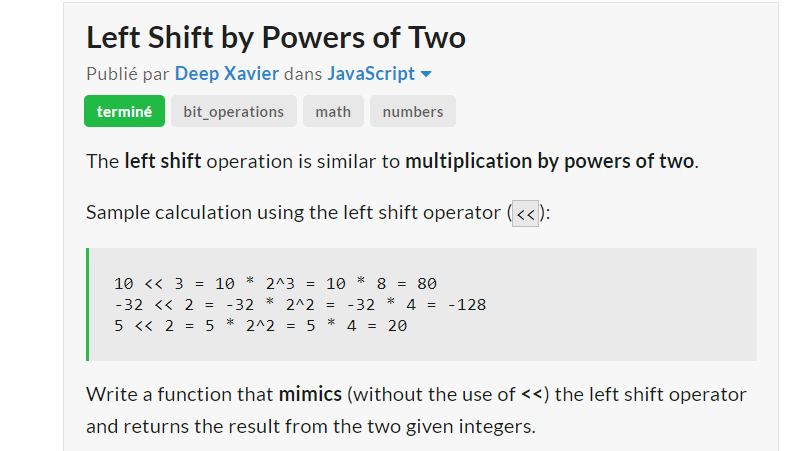 Left Shift by Powers of Two
Publié par Deep Xavier dans JavaScript
terminé bit_operations math numbers
The left shift operation is similar to multiplication by powers of two.
Sample calculation using the left shift operator (<<):
10 << 3 = 10 * 2^3 = 10 * 8 = 80
-32 << 2 = -32 * 2^2 = -32 * 4 = -128
5 << 2 = 5 * 2^2 = 5 * 4 = 20
Write a function that mimics (without the use of <<) the left shift operator
and returns the result from the two given integers.